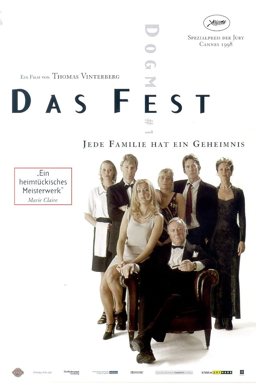 SPEZIALPREIS DER JURY
CANNES 1998
DOGMA #1
EIN FILM VON THOMAS VINTERBERG
DAS FEST
JEDE FAMILIE HAT EIN GEHEIMNIS
„Ein
heimtückisches
Meisterwerk“
Marie Claire